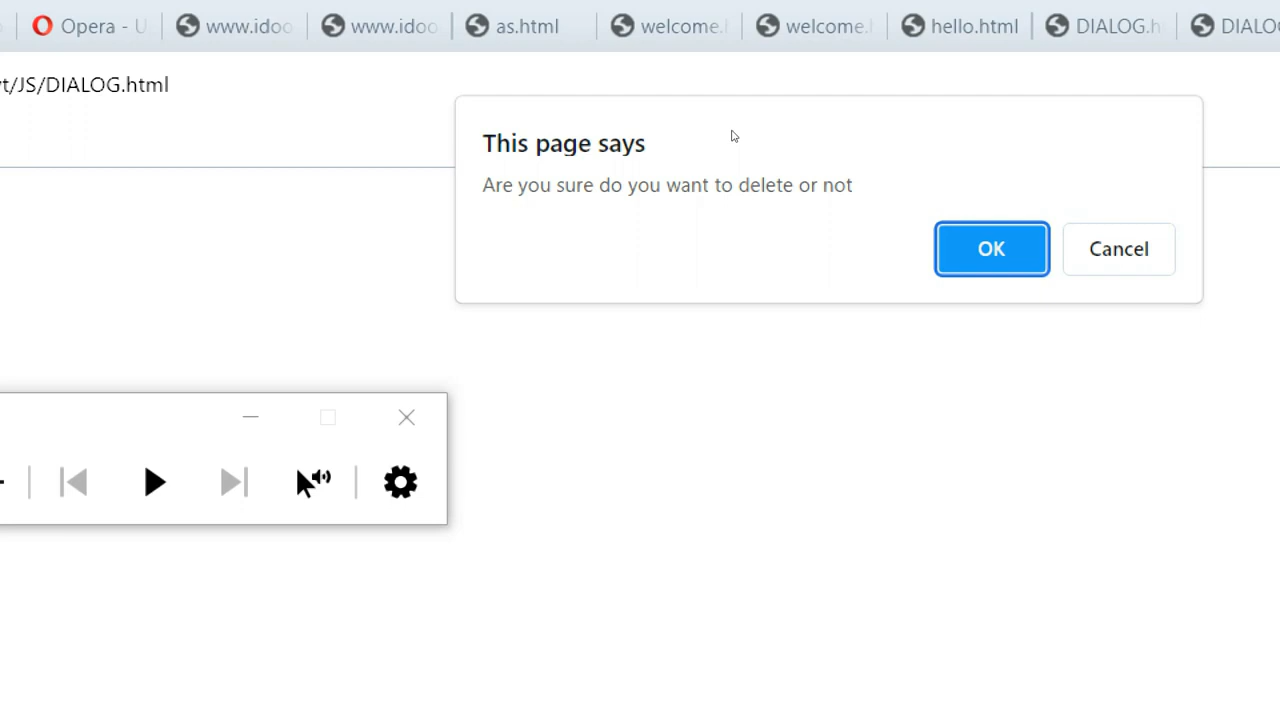 Opera - U
www.idoo
www.idoo
as.html
welcome.
welcome.
hello.html
DIALOG.h
DIALO
t/JS/DIALOG.html
This page says
Are you sure do you want to delete or not
OK
Cancel